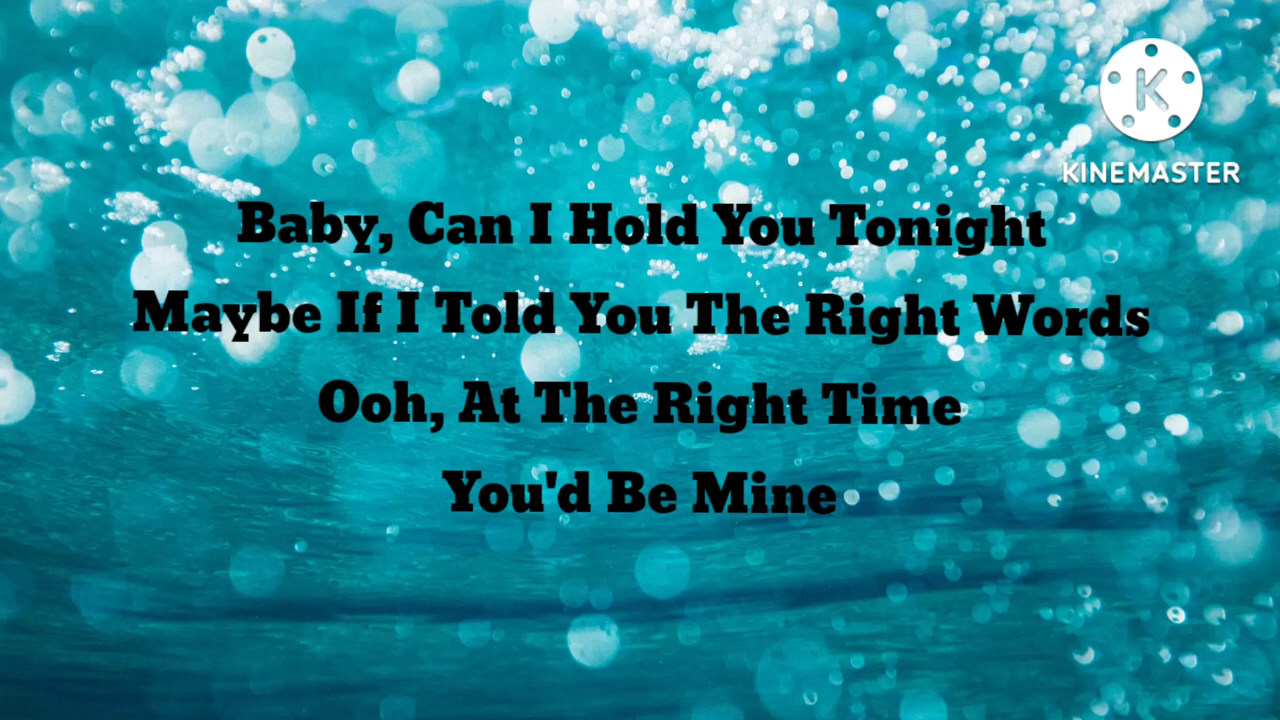 K
KINEMASTER
Baby, Can I Hold You Tonight
Maybe If I Told You The Right Words
Ooh, At The Right Time
You'd Be Mine